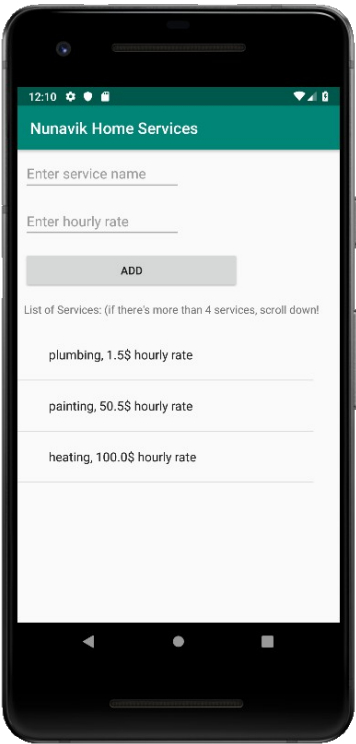 12:10
Nunavik Home Services
Enter service name
Enter hourly rate
ADD
List of Services: (if there's more than 4 services, scroll down!
plumbing, 1.5$ hourly rate
painting, 50.5$ hourly rate
heating, 100.0$ hourly rate